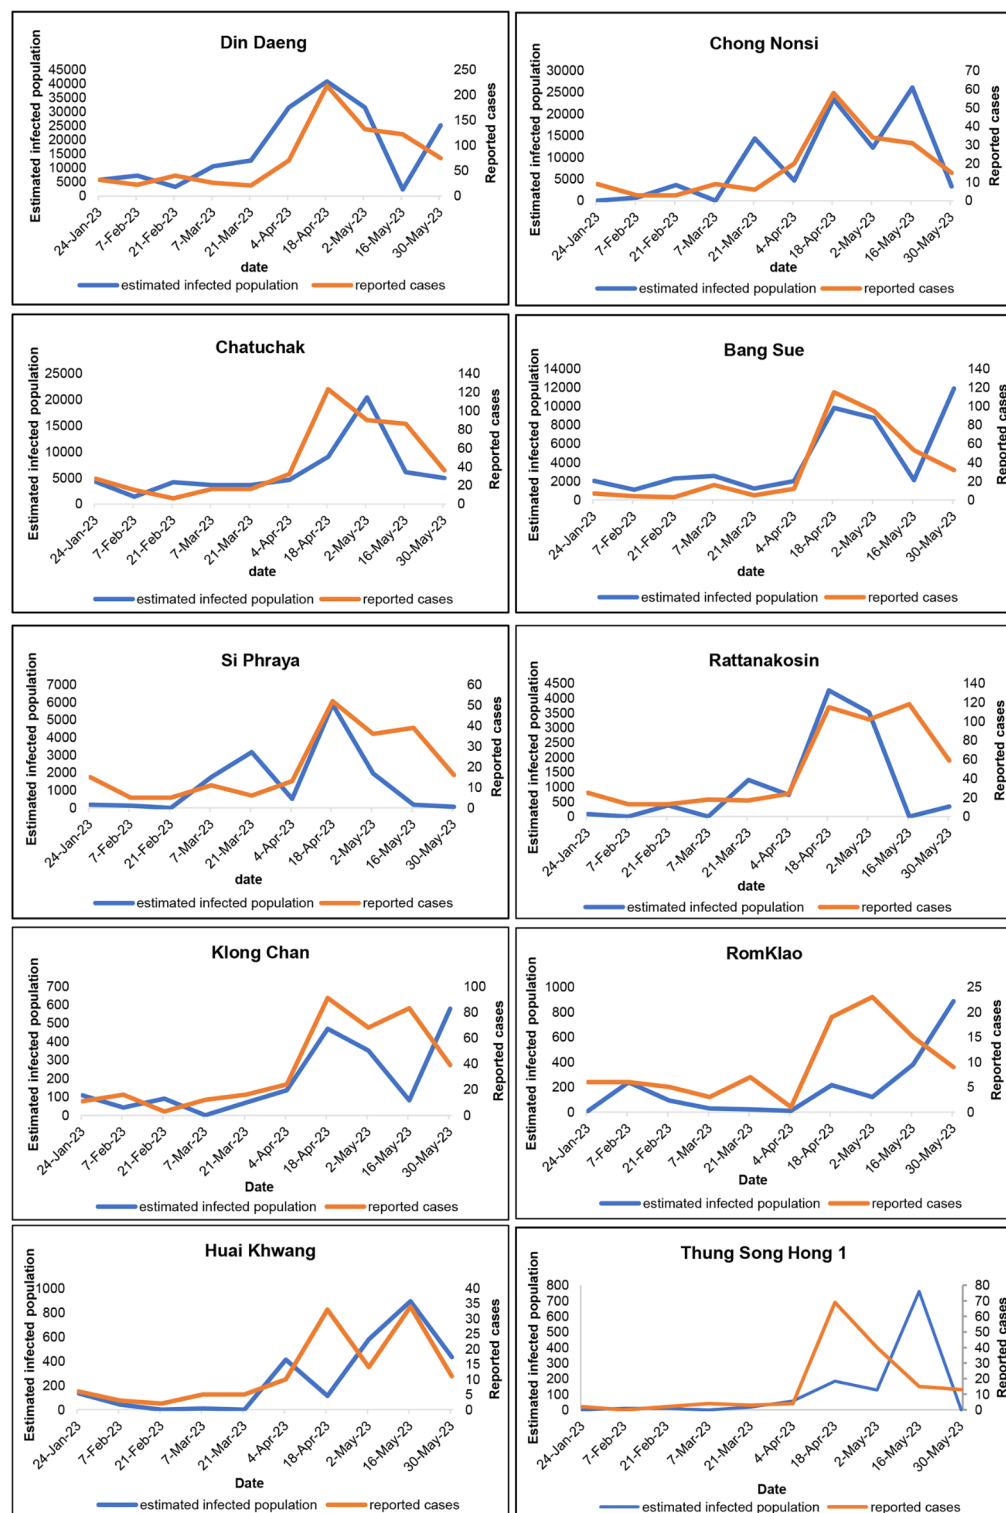 Din Daeng
Estimated infected population
45000
40000
35000
30000
25000
20000
15000
10000
5000
0
250
200
150
100
50
0
Reported cases
24-Jan-23
7-Feb-23
21-Feb-23
7-Mar-23
21-Mar-23
4-Apr-23
18-Apr-23
2-May-23
16-May-23
30-May-23
date
estimated infected population reported cases
Chong Nonsi
Estimated infected population
30000
25000
20000
15000
10000
5000
0
70
60
50
40
30
20
10
0
Reported cases
24-Jan-23
7-Feb-23
21-Feb-23
7-Mar-23
21-Mar-23
4-Apr-23
18-Apr-23
2-May-23
16-May-23
30-May-23
date
estimated infected population reported cases
Chatuchak
Estimated infected population
25000
20000
15000
10000
5000
0
140
120
100
80
60
40
20
0
Reported cases
24-Jan-23
7-Feb-23
21-Feb-23
7-Mar-23
21-Mar-23
4-Apr-23
18-Apr-23
2-May-23
16-May-23
30-May-23
date
estimated infected population reported cases
Bang Sue
Estimated infected population
14000
12000
10000
8000
6000
4000
2000
0
140
120
100
80
60
40
20
0
Reported cases
24-Jan-23
7-Feb-23
21-Feb-23
7-Mar-23
21-Mar-23
4-Apr-23
18-Apr-23
2-May-23
16-May-23
30-May-23
date
estimated infected population reported cases
Si Phraya
Estimated infected population
7000
6000
5000
4000
3000
2000
1000
0
60
50
40
30
20
10
0
Reported cases
24-Jan-23
7-Feb-23
21-Feb-23
7-Mar-23
21-Mar-23
4-Apr-23
18-Apr-23
2-May-23
16-May-23
30-May-23
date
estimated infected population reported cases
Rattanakosin
Estimated infected population
4500
4000
3500
3000
2500
2000
1500
1000
500
0
140
120
100
80
60
40
20
0
Reported cases
24-Jan-23
7-Feb-23
21-Feb-23
7-Mar-23
21-Mar-23
4-Apr-23
18-Apr-23
2-May-23
16-May-23
30-May-23
date
estimated infected population reported cases
Klong Chan
Estimated infected population
700
600
500
400
300
200
100
0
100
80
60
40
20
0
Reported cases
24-Jan-23
7-Feb-23
21-Feb-23
7-Mar-23
21-Mar-23
4-Apr-23
18-Apr-23
2-May-23
16-May-23
30-May-23
Date
estimated infected population reported cases
RomKlao
Estimated infected population
1000
800
600
400
200
0
25
20
15
10
5
0
Reported cases
24-Jan-23
7-Feb-23
21-Feb-23
7-Mar-23
21-Mar-23
4-Apr-23
18-Apr-23
2-May-23
16-May-23
30-May-23
Date
estimated infected population reported cases
Huai Khwang
Estimated infected population
1000
800
600
400
200
0
40
35
30
25
20
15
10
5
0
Reported cases
24-Jan-23
7-Feb-23
21-Feb-23
7-Mar-23
21-Mar-23
4-Apr-23
18-Apr-23
2-May-23
16-May-23
30-May-23
Date
estimated infected population reported cases
Thung Song Hong 1
Estimated infected population
800
700
600
500
400
300
200
100
0
80
70
60
50
40
30
20
10
0
Reported cases
24-Jan-23
7-Feb-23
21-Feb-23
7-Mar-23
21-Mar-23
4-Apr-23
18-Apr-23
2-May-23
16-May-23
30-May-23
Date
estimated infected population reported cases